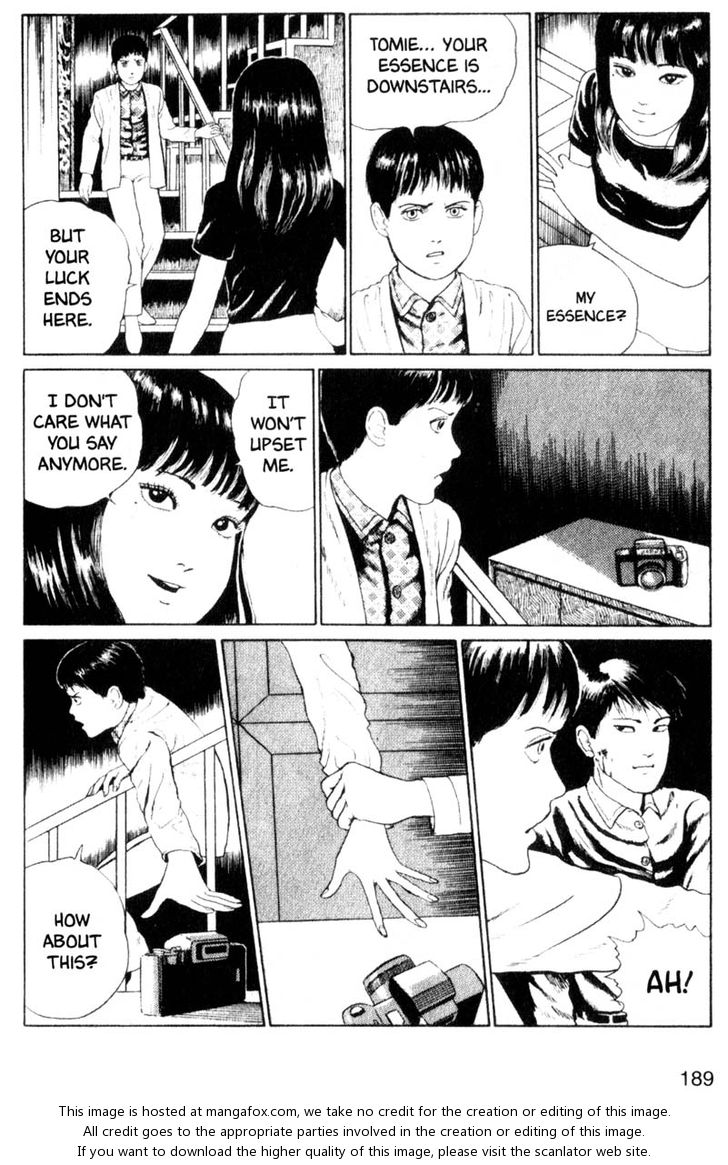 BUT
YOUR
LUCK
ENDS
HERE.
TOMIE... YOUR
ESSENCE IS
DOWNSTAIRS...
MY
ESSENCE?
I DON'T
CARE WHAT
YOU SAY
ANYMORE.
IT
WON'T
UPSET
ME.
HOW
ABOUT
THIS?
AH!
189
This image is hosted at mangafox.com, we take no credit for the creation or editing of this image.
All credit goes to the appropriate parties involved in the creation or editing of this image.
If you want to download the higher quality of this image, please visit the scanlator web site.